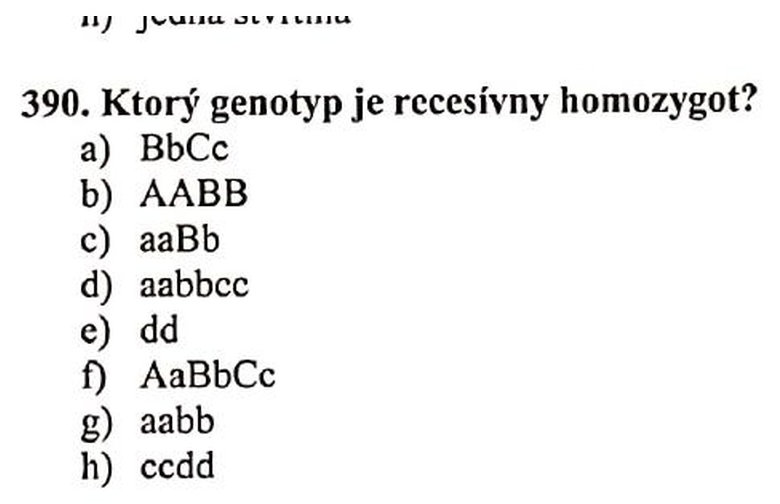 390. Ktorý genotyp je recesívny homozygot?
a) BbCc
b) AABB
c) aaBb
d) aabbcc
e) dd
f) AaBbCc
g) aabb
h) ccdd